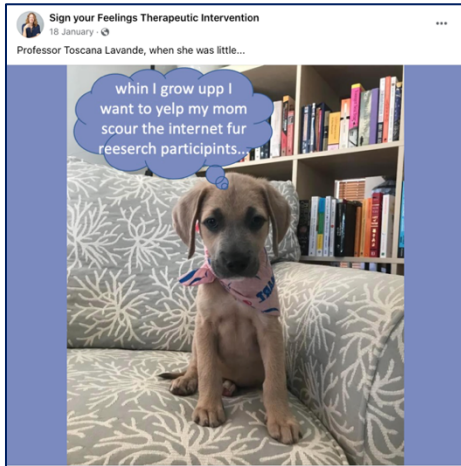 Sign your Feelings Therapeutic Intervention
18 January ·
Professor Toscana Lavande, when she was little...
whin I grow upp I
want to yelp my mom
scour the internet fur
reeserch participints...